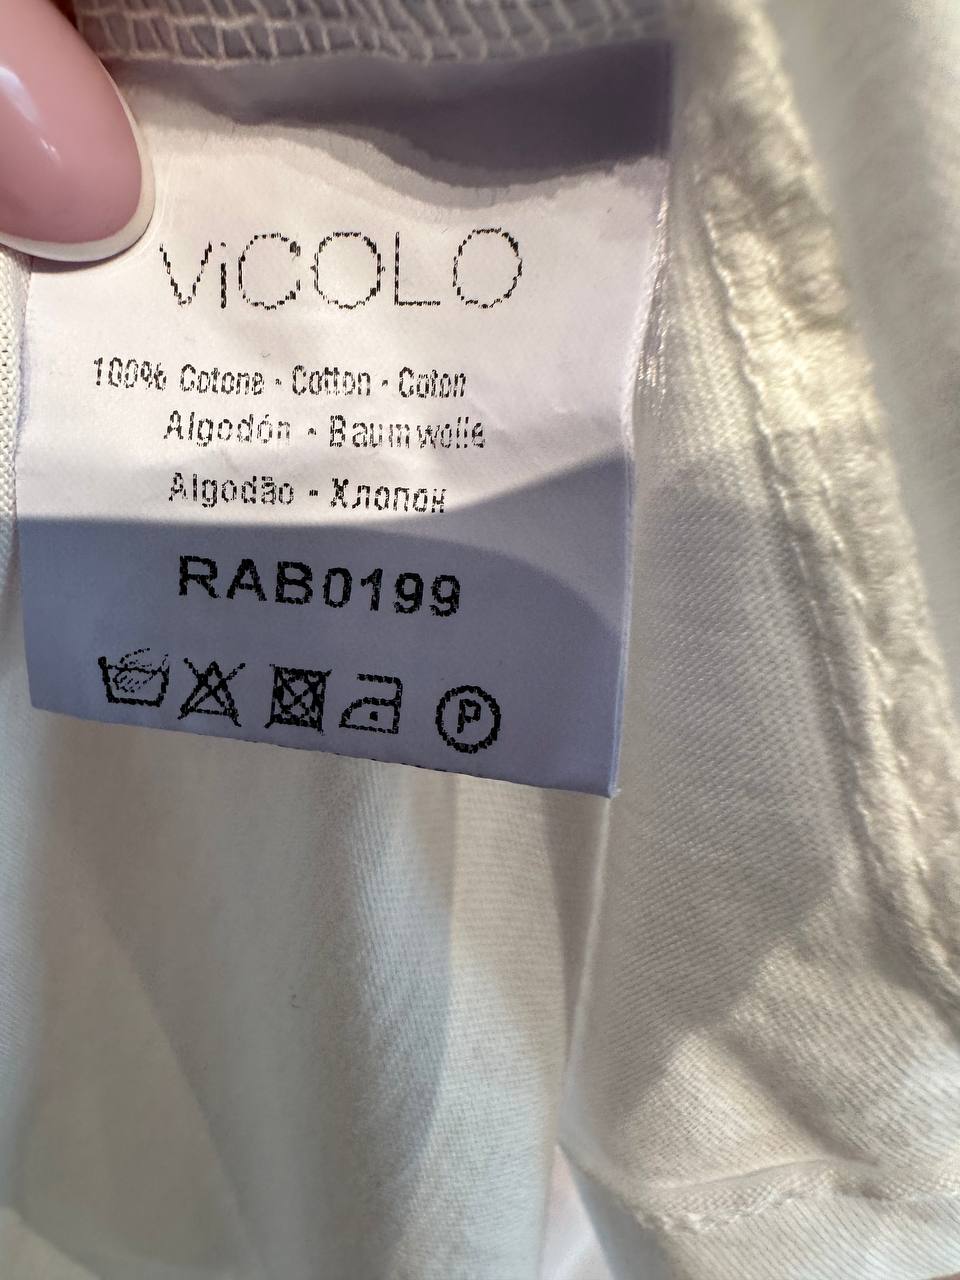 ViCOLO
100% Cotone - Cotton - Coton
Algodón - Baumwolle
Algodão - Хлопок
RAB0199
P